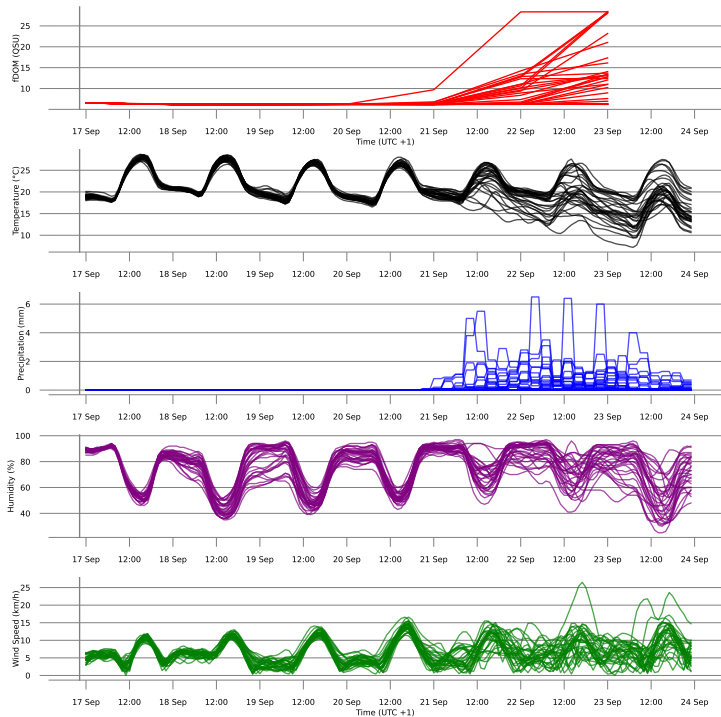 fDOM (QSU)
25
20
15
10
17 Sep 12:00 18 Sep 12:00 19 Sep 12:00 20 Sep 12:00 21 Sep 12:00 22 Sep 12:00 23 Sep 12:00 24 Sep
Time (UTC +1)
Temperature (°C)
25
20
15
10
17 Sep 12:00 18 Sep 12:00 19 Sep 12:00 20 Sep 12:00 21 Sep 12:00 22 Sep 12:00 23 Sep 12:00 24 Sep
Precipitation (mm)
6
4
2
0
17 Sep 12:00 18 Sep 12:00 19 Sep 12:00 20 Sep 12:00 21 Sep 12:00 22 Sep 12:00 23 Sep 12:00 24 Sep
Humidity (%)
100
80
60
40
17 Sep 12:00 18 Sep 12:00 19 Sep 12:00 20 Sep 12:00 21 Sep 12:00 22 Sep 12:00 23 Sep 12:00 24 Sep
Wind Speed (km/h)
25
20
15
10
5
0
17 Sep 12:00 18 Sep 12:00 19 Sep 12:00 20 Sep 12:00 21 Sep 12:00 22 Sep 12:00 23 Sep 12:00 24 Sep
Time (UTC +1)